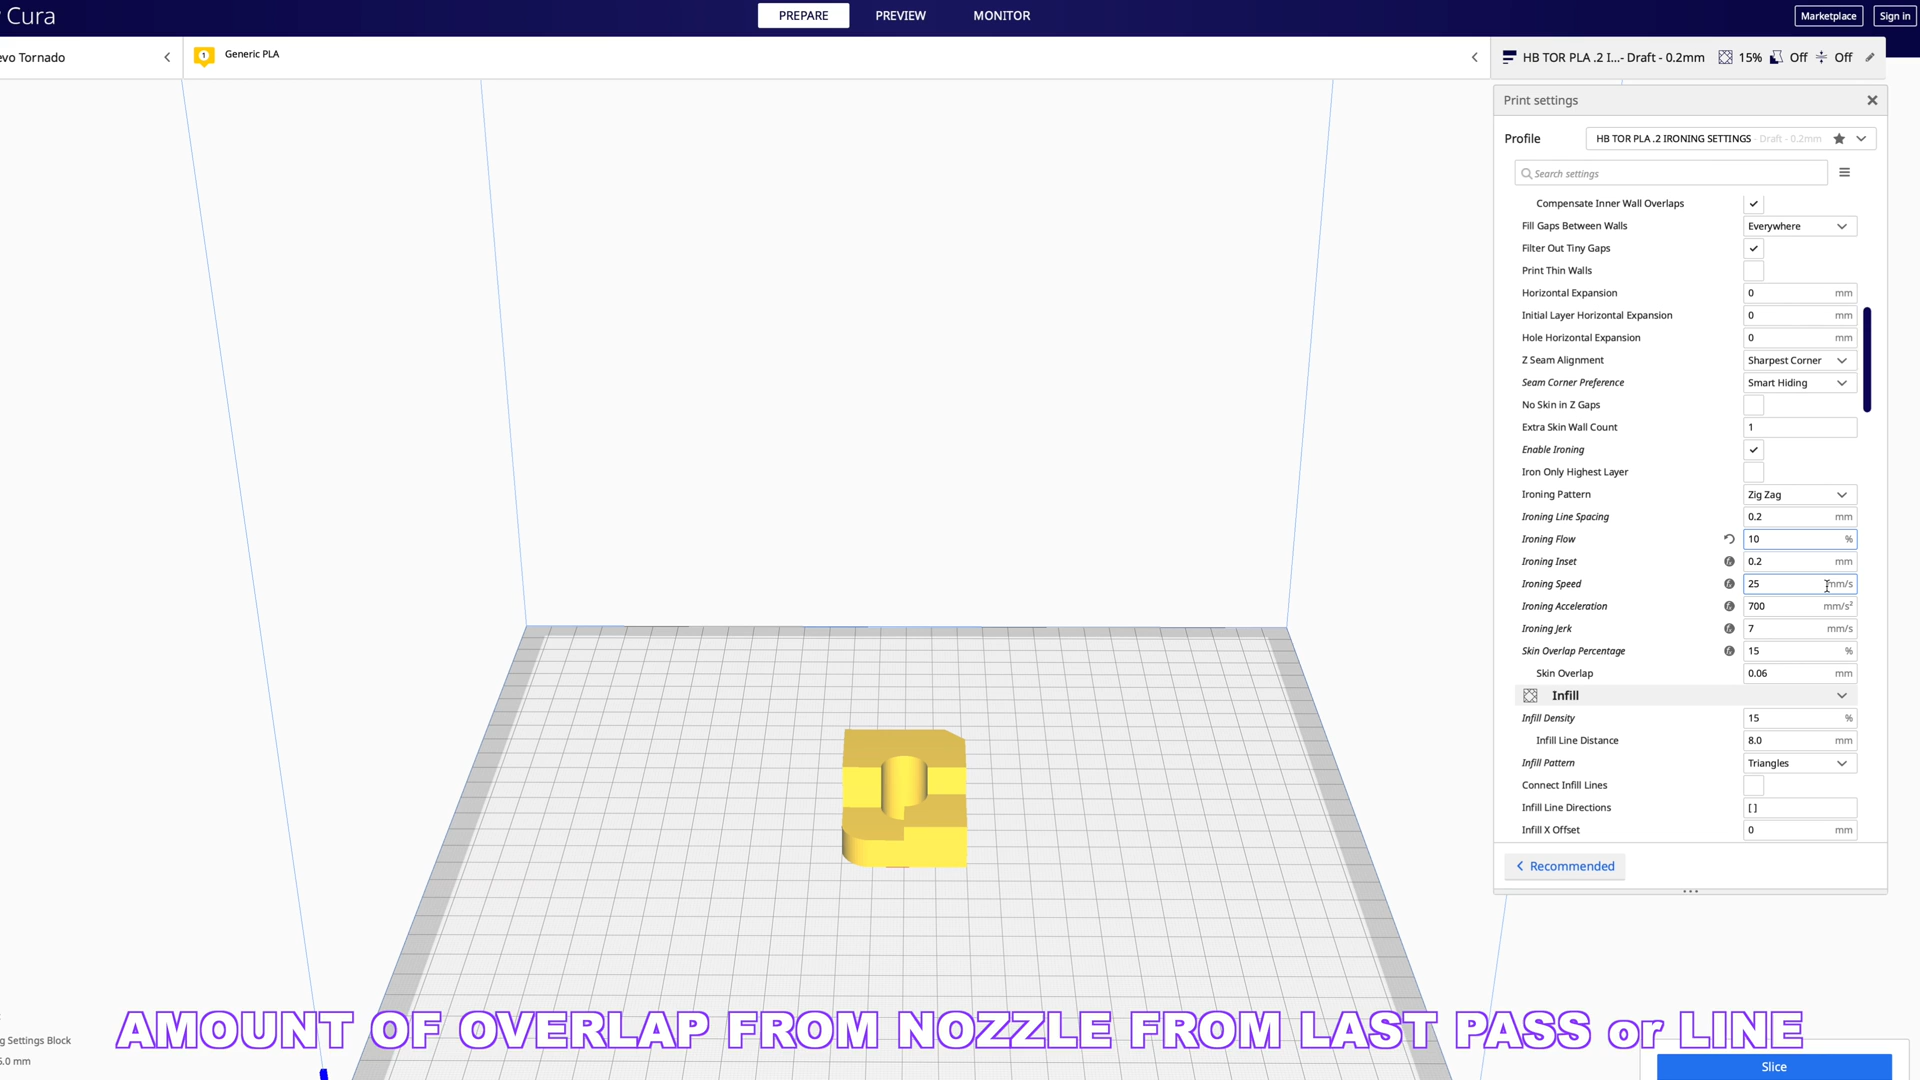 Cura
PREPARE
PREVIEW
MONITOR
Marketplace
Sign in
evo Tornado
1
Generic PLA
HB TOR PLA .2 I...- Draft - 0.2mm
15%
Off
Off
Print settings
Profile
HB TOR PLA .2 IRONING SETTINGS - Draft - 0.2mm
Search settings
Compensate Inner Wall Overlaps
Fill Gaps Between Walls Everywhere
Filter Out Tiny Gaps
Print Thin Walls
Horizontal Expansion 0 mm
Initial Layer Horizontal Expansion 0 mm
Hole Horizontal Expansion 0 mm
Z Seam Alignment Sharpest Corner
Seam Corner Preference Smart Hiding
No Skin in Z Gaps
Extra Skin Wall Count 1
Enable Ironing
Iron Only Highest Layer
Ironing Pattern Zig Zag
Ironing Line Spacing 0.2 mm
Ironing Flow 10 %
Ironing Inset 0.2 mm
Ironing Speed 25 mm/s
Ironing Acceleration 700 mm/s²
Ironing Jerk 7 mm/s
Skin Overlap Percentage 15 %
Skin Overlap 0.06 mm
Infill
Infill Density 15 %
Infill Line Distance 8.0 mm
Infill Pattern Triangles
Connect Infill Lines
Infill Line Directions [ ]
Infill X Offset 0 mm
Recommended
AMOUNT OF OVERLAP FROM NOZZLE FROM LAST PASS or LINE
g Settings Block
5.0 mm
Slice